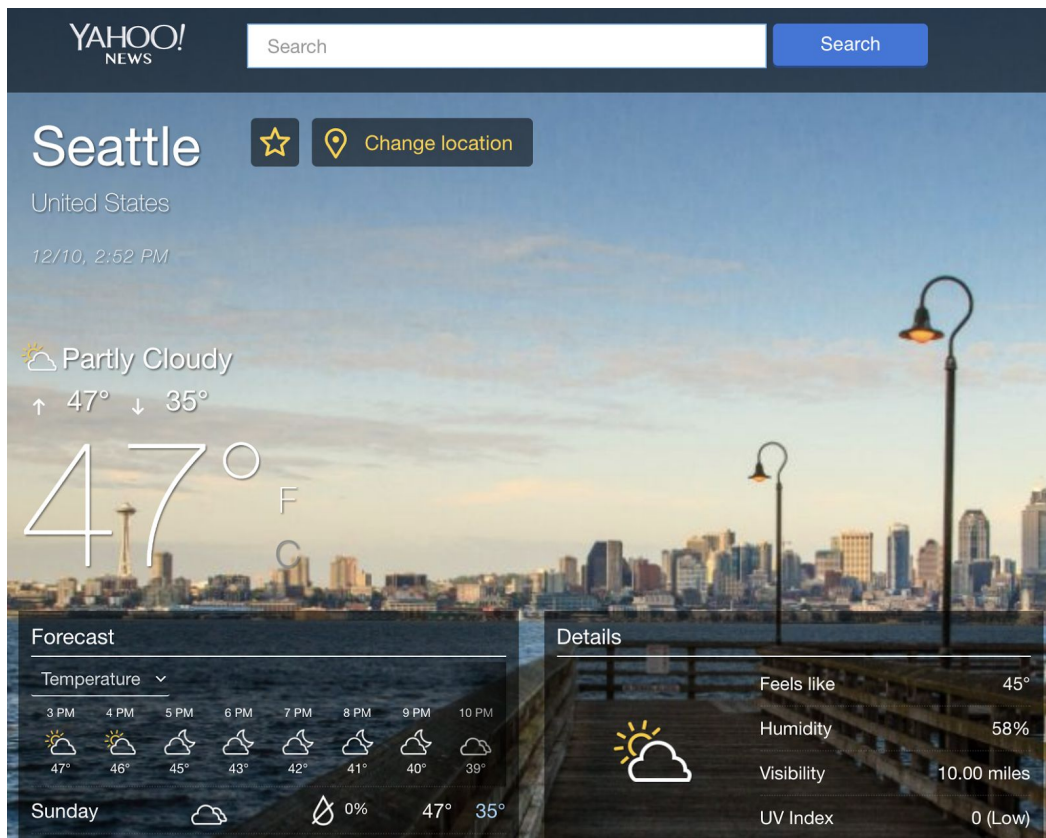 YAHOO!
NEWS
Search
Search
Seattle
Change location
United States
12/10, 2:52 PM
Partly Cloudy
↑ 47° ↓ 35°
47°
F
C
Forecast
Temperature
3 PM 4 PM 5 PM 6 PM 7 PM 8 PM 9 PM 10 PM
47° 46° 45° 43° 42° 41° 40° 39°
Sunday 0% 47° 35°
Details
Feels like 45°
Humidity 58%
Visibility 10.00 miles
UV Index 0 (Low)